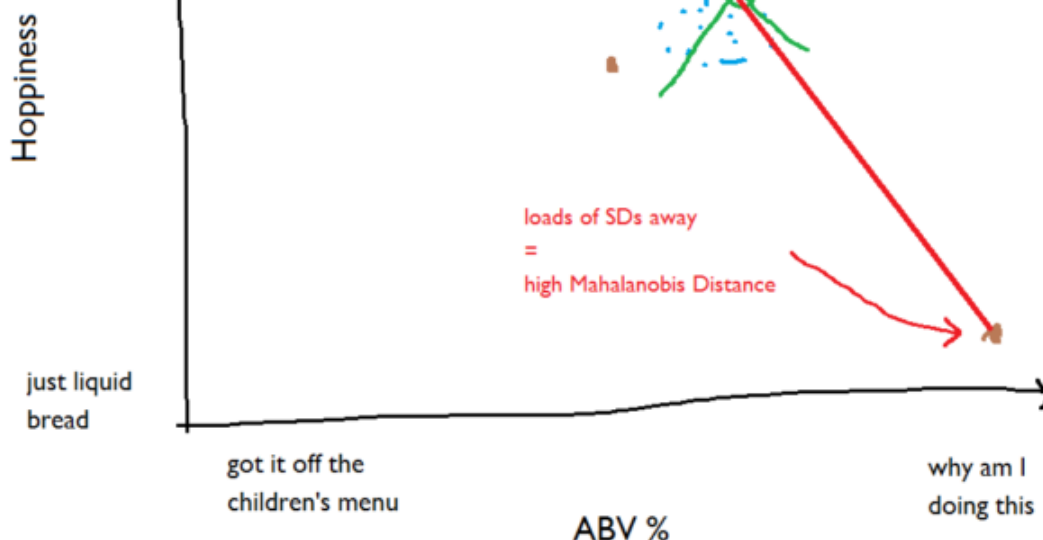 Hoppiness
loads of SDs away
=
high Mahalanobis Distance
just liquid
bread
got it off the
children's menu
why am I
doing this
ABV %